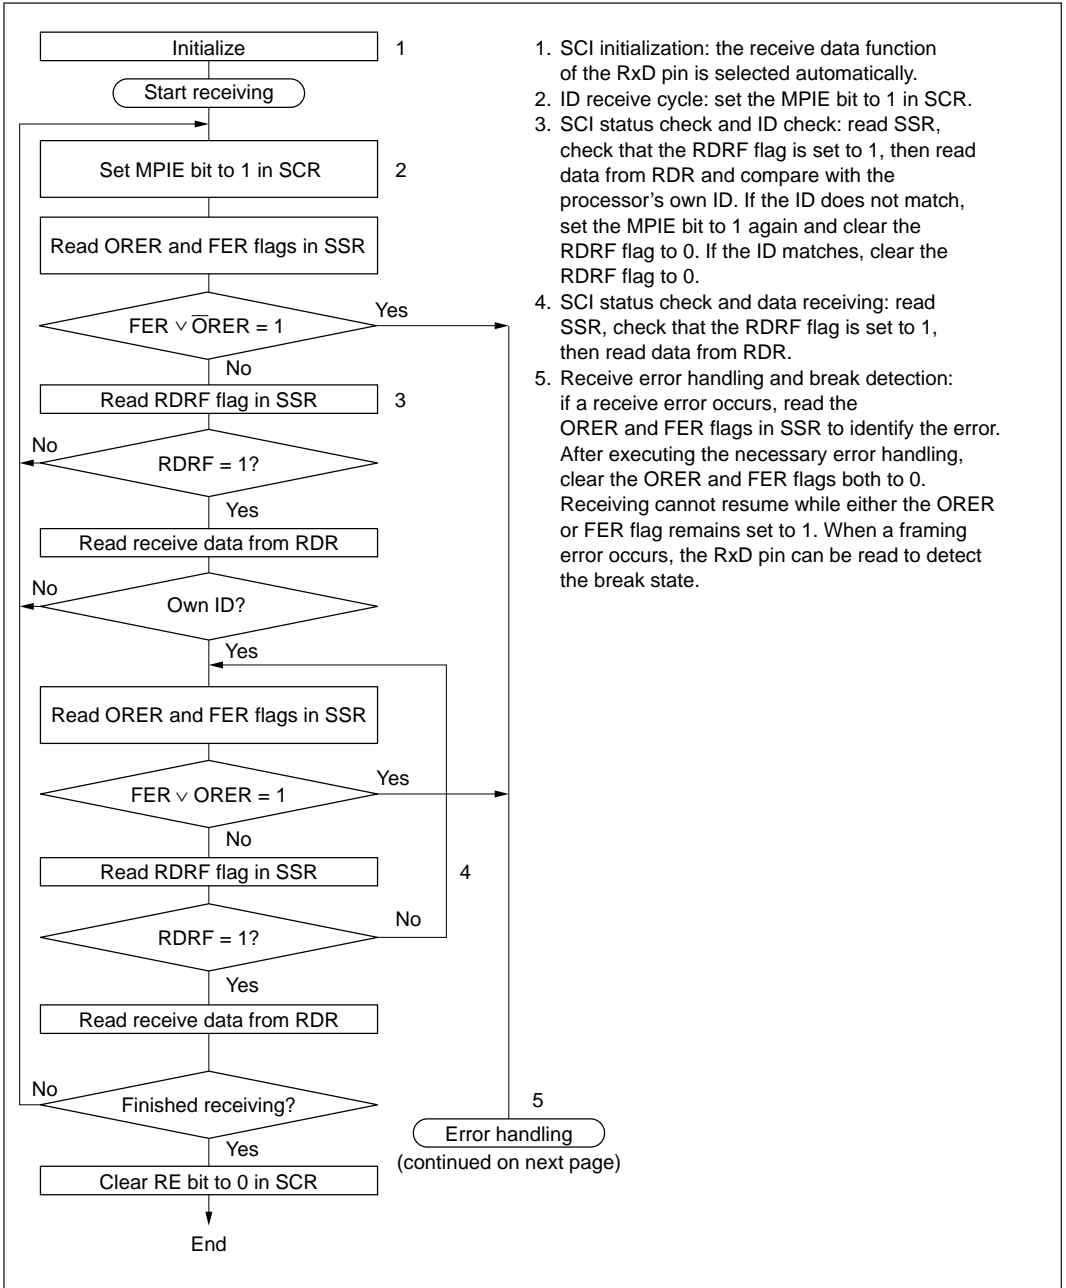 Initialize
1
Start receiving
Set MPIE bit to 1 in SCR
2
Read ORER and FER flags in SSR
FER ∨ O̅RER = 1
Yes
No
Read RDRF flag in SSR
3
No
RDRF = 1?
Yes
Read receive data from RDR
No
Own ID?
Yes
Read ORER and FER flags in SSR
FER ∨ ORER = 1
Yes
No
Read RDRF flag in SSR
4
No
RDRF = 1?
Yes
Read receive data from RDR
No
Finished receiving?
Yes
Clear RE bit to 0 in SCR
End
5
Error handling
(continued on next page)
1. SCI initialization: the receive data function
of the RxD pin is selected automatically.
2. ID receive cycle: set the MPIE bit to 1 in SCR.
3. SCI status check and ID check: read SSR,
check that the RDRF flag is set to 1, then read
data from RDR and compare with the
processor's own ID. If the ID does not match,
set the MPIE bit to 1 again and clear the
RDRF flag to 0. If the ID matches, clear the
RDRF flag to 0.
4. SCI status check and data receiving: read
SSR, check that the RDRF flag is set to 1,
then read data from RDR.
5. Receive error handling and break detection:
if a receive error occurs, read the
ORER and FER flags in SSR to identify the error.
After executing the necessary error handling,
clear the ORER and FER flags both to 0.
Receiving cannot resume while either the ORER
or FER flag remains set to 1. When a framing
error occurs, the RxD pin can be read to detect
the break state.